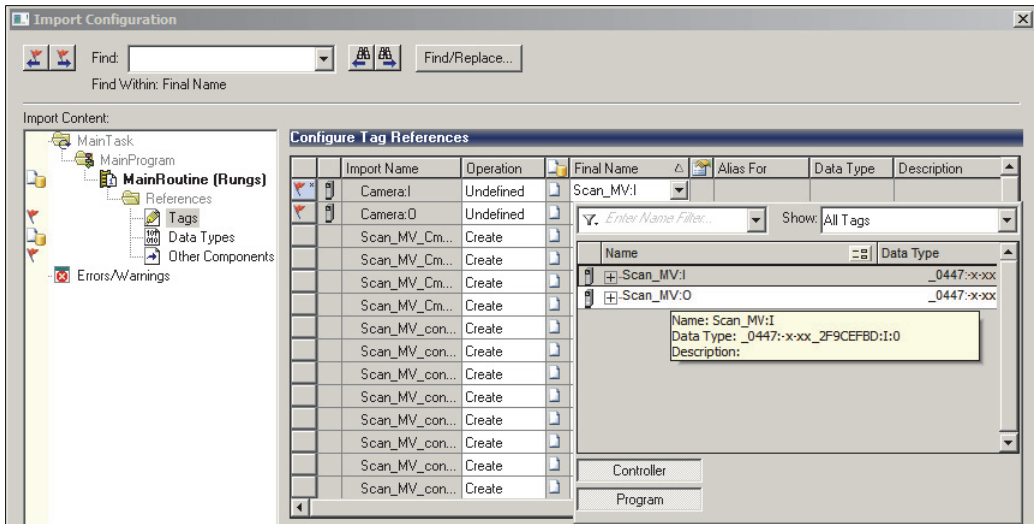 Import Configuration
Find:
Find/Replace...
Find Within: Final Name
Import Content:
MainTask
MainProgram
MainRoutine (Rungs)
References
Tags
Data Types
Other Components
Errors/Warnings
Configure Tag References
Import Name Operation Final Name Alias For Data Type Description
Camera:I Undefined Scan_MV:I
Camera:O Undefined
Scan_MV_Cm... Create
Scan_MV_Cm... Create
Scan_MV_Cm... Create
Scan_MV_Cm... Create
Scan_MV_con... Create
Scan_MV_con... Create
Scan_MV_con... Create
Scan_MV_con... Create
Scan_MV_con... Create
Scan_MV_con... Create
Scan_MV_con... Create
Scan_MV_con... Create
Enter Name Filter... Show: All Tags
Name Data Type
Scan_MV:I _0447:-x-xx
Scan_MV:O _0447:-x-xx
Name: Scan_MV:I
Data Type: _0447:-x-xx_2F9CEFBD:I:0
Description:
Controller
Program